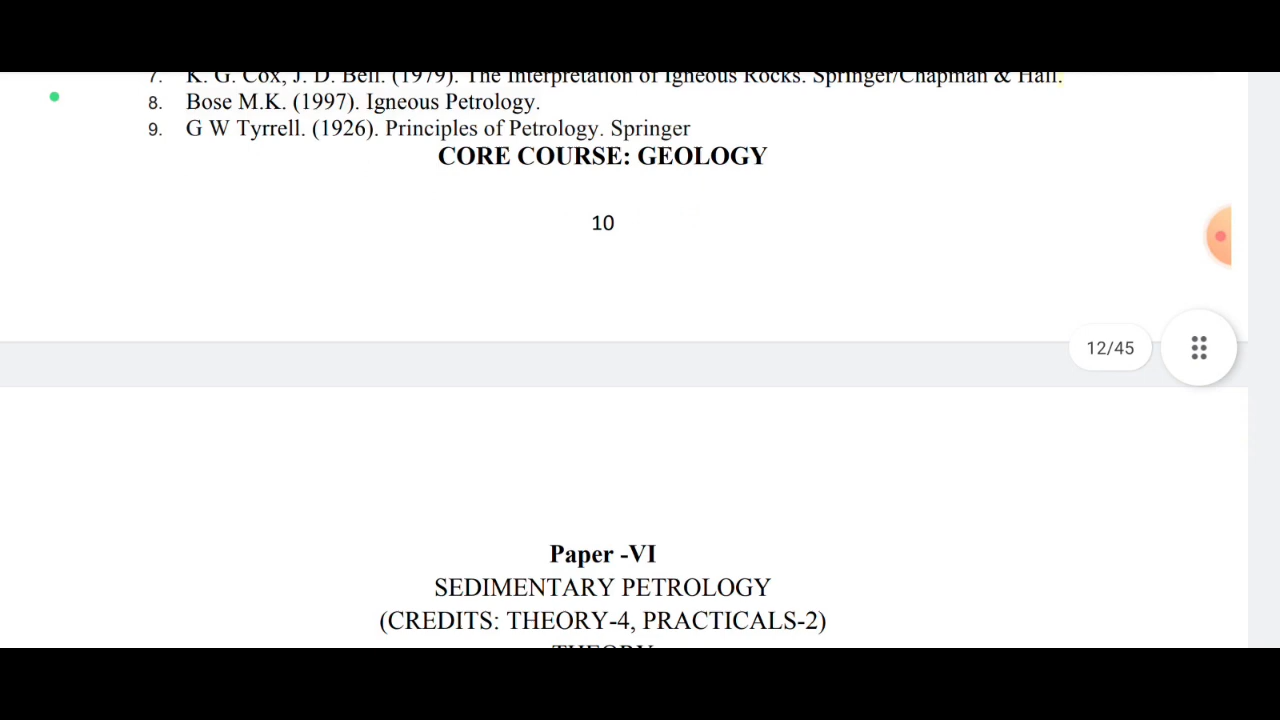 7. K. G. Cox, J. D. Bell. (1979). The Interpretation of Igneous Rocks. Springer/Chapman & Hall.
8. Bose M.K. (1997). Igneous Petrology.
9. G W Tyrrell. (1926). Principles of Petrology. Springer
CORE COURSE: GEOLOGY
10
12/45
Paper -VI
SEDIMENTARY PETROLOGY
(CREDITS: THEORY-4, PRACTICALS-2)
THEORY